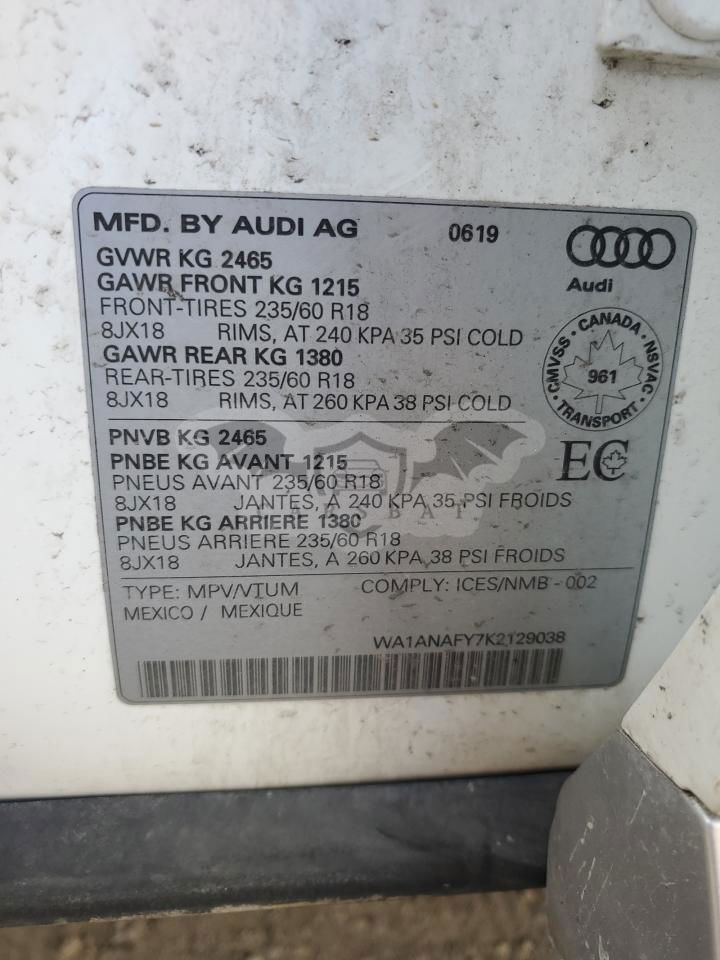 MFD. BY AUDI AG 0619
GVWR KG 2465
GAWR FRONT KG 1215
FRONT-TIRES 235/60 R18
8JX18 RIMS, AT 240 KPA 35 PSI COLD
GAWR REAR KG 1380
REAR-TIRES 235/60 R18
8JX18 RIMS, AT 260 KPA 38 PSI COLD
Audi
CMVSS • CANADA • NSVAC • TRANSPORT •
961
PNVB KG 2465
PNBE KG AVANT 1215
PNEUS AVANT 235/60 R18
8JX18 JANTES, A 240 KPA 35 PSI FROIDS
PNBE KG ARRIERE 1380
PNEUS ARRIERE 235/60 R18
8JX18 JANTES, A 260 KPA 38 PSI FROIDS
EC
CARSBAT
TYPE: MPV/VTUM COMPLY: ICES/NMB - 002
MEXICO / MEXIQUE
WA1ANAFY7K2129038